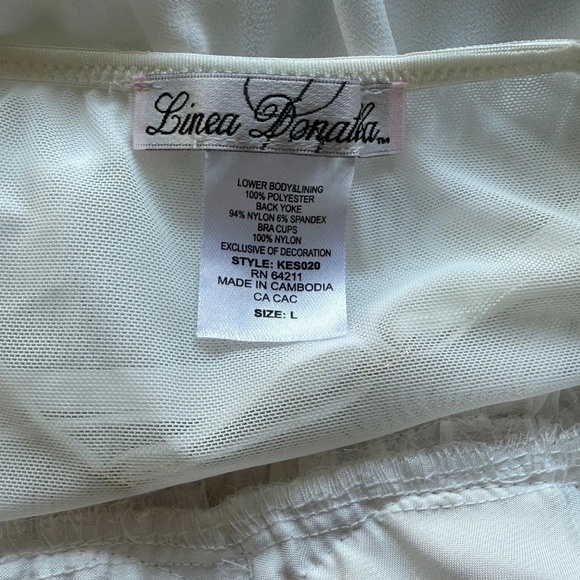 Linea Donatella™
LOWER BODY&LINING
100% POLYESTER
BACK YOKE
94% NYLON 6% SPANDEX
BRA CUPS
100% NYLON
EXCLUSIVE OF DECORATION
STYLE: KES020
RN 64211
MADE IN CAMBODIA
CA CAC
SIZE: L